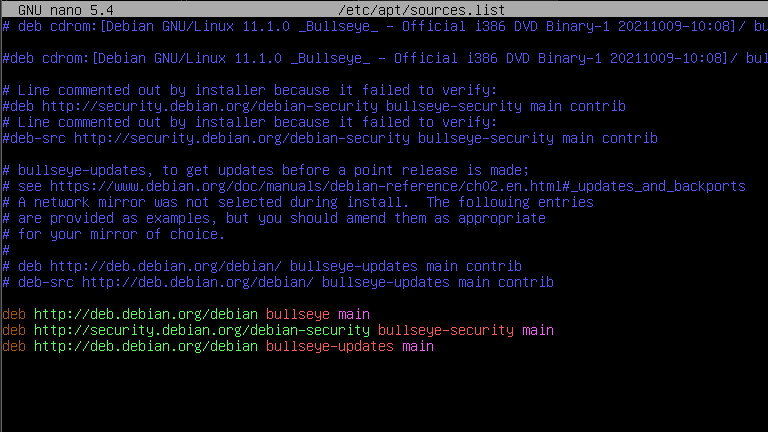 GNU nano 5.4 /etc/apt/sources.list
# deb cdrom:[Debian GNU/Linux 11.1.0 _Bullseye_ - Official i386 DVD Binary-1 20211009-10:08]/ bu
#deb cdrom:[Debian GNU/Linux 11.1.0 _Bullseye_ - Official i386 DVD Binary-1 20211009-10:08]/ bul
# Line commented out by installer because it failed to verify:
#deb http://security.debian.org/debian-security bullseye-security main contrib
# Line commented out by installer because it failed to verify:
#deb-src http://security.debian.org/debian-security bullseye-security main contrib
# bullseye-updates, to get updates before a point release is made;
# see https://www.debian.org/doc/manuals/debian-reference/ch02.en.html#_updates_and_backports
# A network mirror was not selected during install.  The following entries
# are provided as examples, but you should amend them as appropriate
# for your mirror of choice.
#
# deb http://deb.debian.org/debian/ bullseye-updates main contrib
# deb-src http://deb.debian.org/debian/ bullseye-updates main contrib
deb http://deb.debian.org/debian bullseye main
deb http://security.debian.org/debian-security bullseye-security main
deb http://deb.debian.org/debian bullseye-updates main